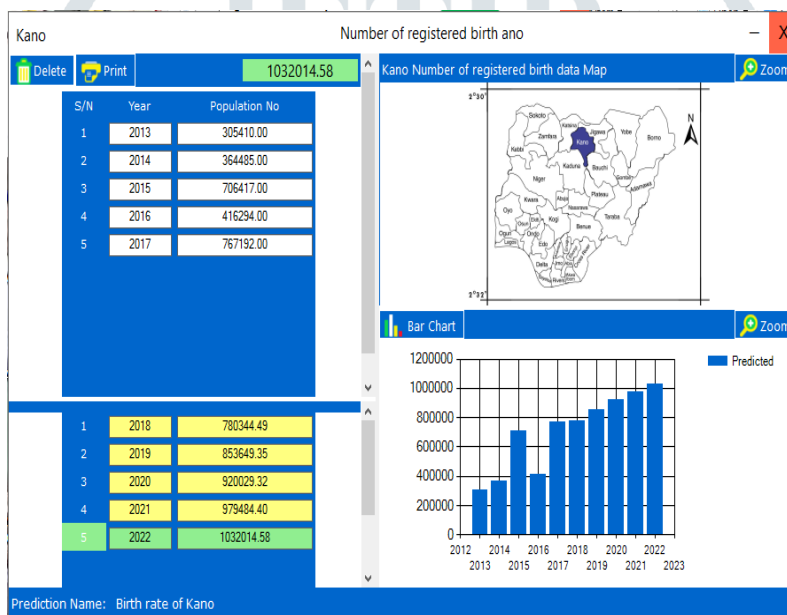 Kano
Number of registered birth ano
Delete
Print
1032014.58
S/N Year Population No
1 2013 305410.00
2 2014 364485.00
3 2015 706417.00
4 2016 416294.00
5 2017 767192.00
1 2018 780344.49
2 2019 853649.35
3 2020 920029.32
4 2021 979484.40
5 2022 1032014.58
Kano Number of registered birth data Map
Zoom
N
Sokoto
Katsina
Jigawa
Yobe
Borno
Zamfara
Kano
Kebbi
Kaduna
Bauchi
Gombe
Adamawa
Niger
Plateau
Kwara
Abuja
Nasarawa
Taraba
Oyo
Kogi
Benue
Osun
Ekiti
Ondo
Ogun
Lagos
Edo
Delta
Rivers
Cross River
Bar Chart
Zoom
1200000
1000000
800000
600000
400000
200000
0
2012 2014 2016 2018 2020 2022
2013 2015 2017 2019 2021 2023
Predicted
Prediction Name: Birth rate of Kano